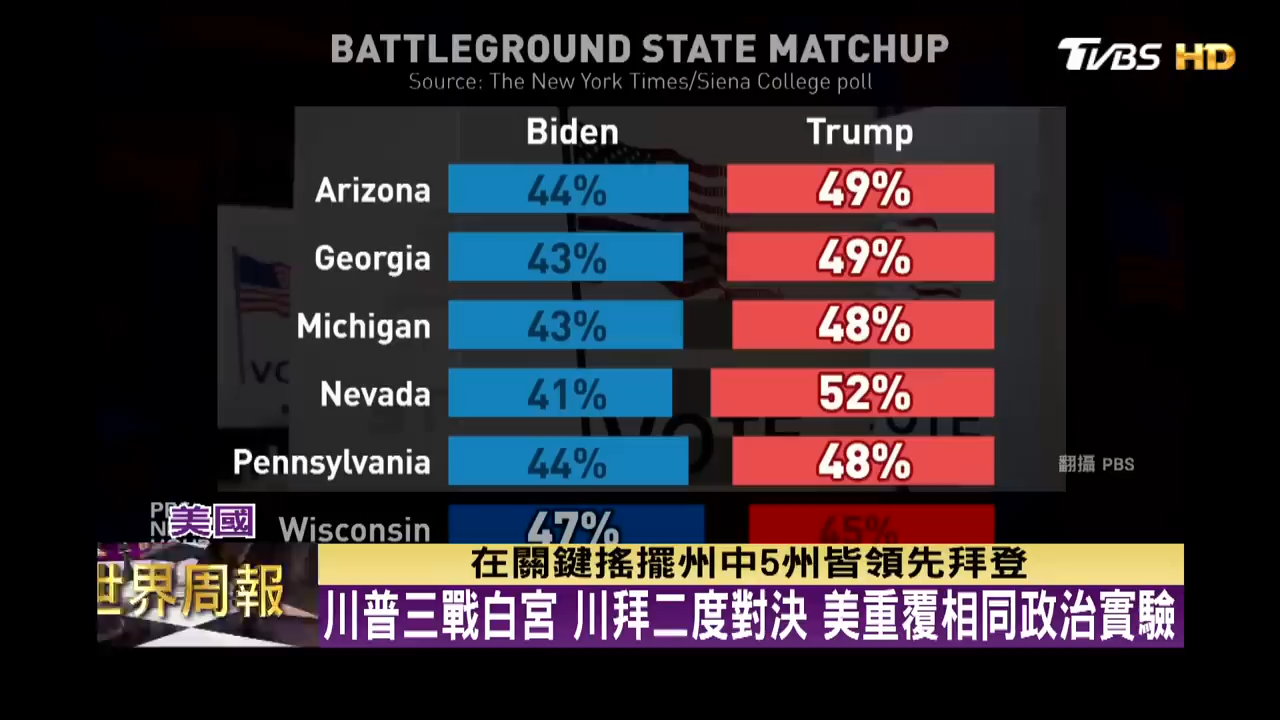 BATTLEGROUND STATE MATCHUP
TVBS HD
Source: The New York Times/Siena College poll
Biden Trump
Arizona 44% 49%
Georgia 43% 49%
Michigan 43% 48%
Nevada 41% 52%
Pennsylvania 44% 48%
翻攝 PBS
Wisconsin 47% 45%
美國
世界周報
在關鍵搖擺州中5州皆領先拜登
川普三戰白宮 川拜二度對決 美重覆相同政治實驗
VOTE